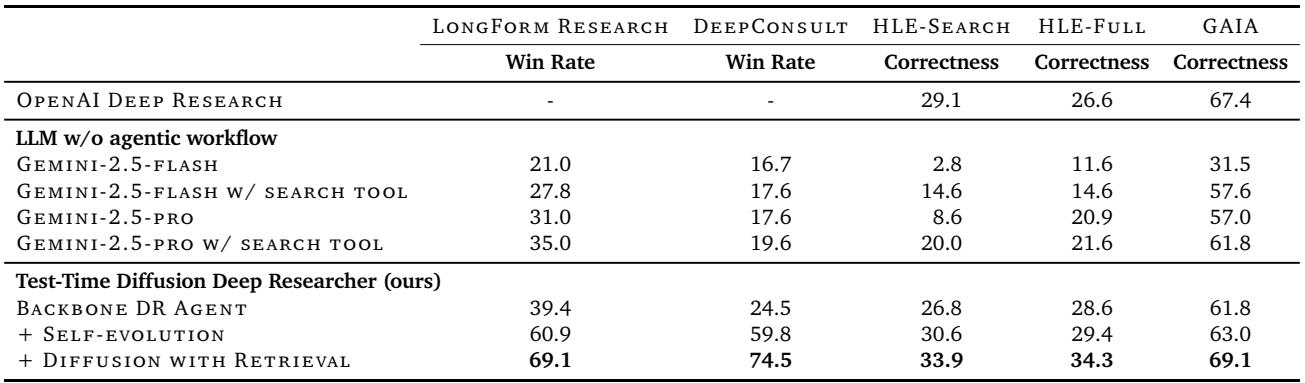 LONGFORM RESEARCH DEEPCONSULT HLE-SEARCH HLE-FULL GAIA
Win Rate Win Rate Correctness Correctness Correctness
OPENAI DEEP RESEARCH - - 29.1 26.6 67.4
LLM w/o agentic workflow
GEMINI-2.5-FLASH 21.0 16.7 2.8 11.6 31.5
GEMINI-2.5-FLASH W/ SEARCH TOOL 27.8 17.6 14.6 14.6 57.6
GEMINI-2.5-PRO 31.0 17.6 8.6 20.9 57.0
GEMINI-2.5-PRO W/ SEARCH TOOL 35.0 19.6 20.0 21.6 61.8
Test-Time Diffusion Deep Researcher (ours)
BACKBONE DR AGENT 39.4 24.5 26.8 28.6 61.8
+ SELF-EVOLUTION 60.9 59.8 30.6 29.4 63.0
+ DIFFUSION WITH RETRIEVAL 69.1 74.5 33.9 34.3 69.1